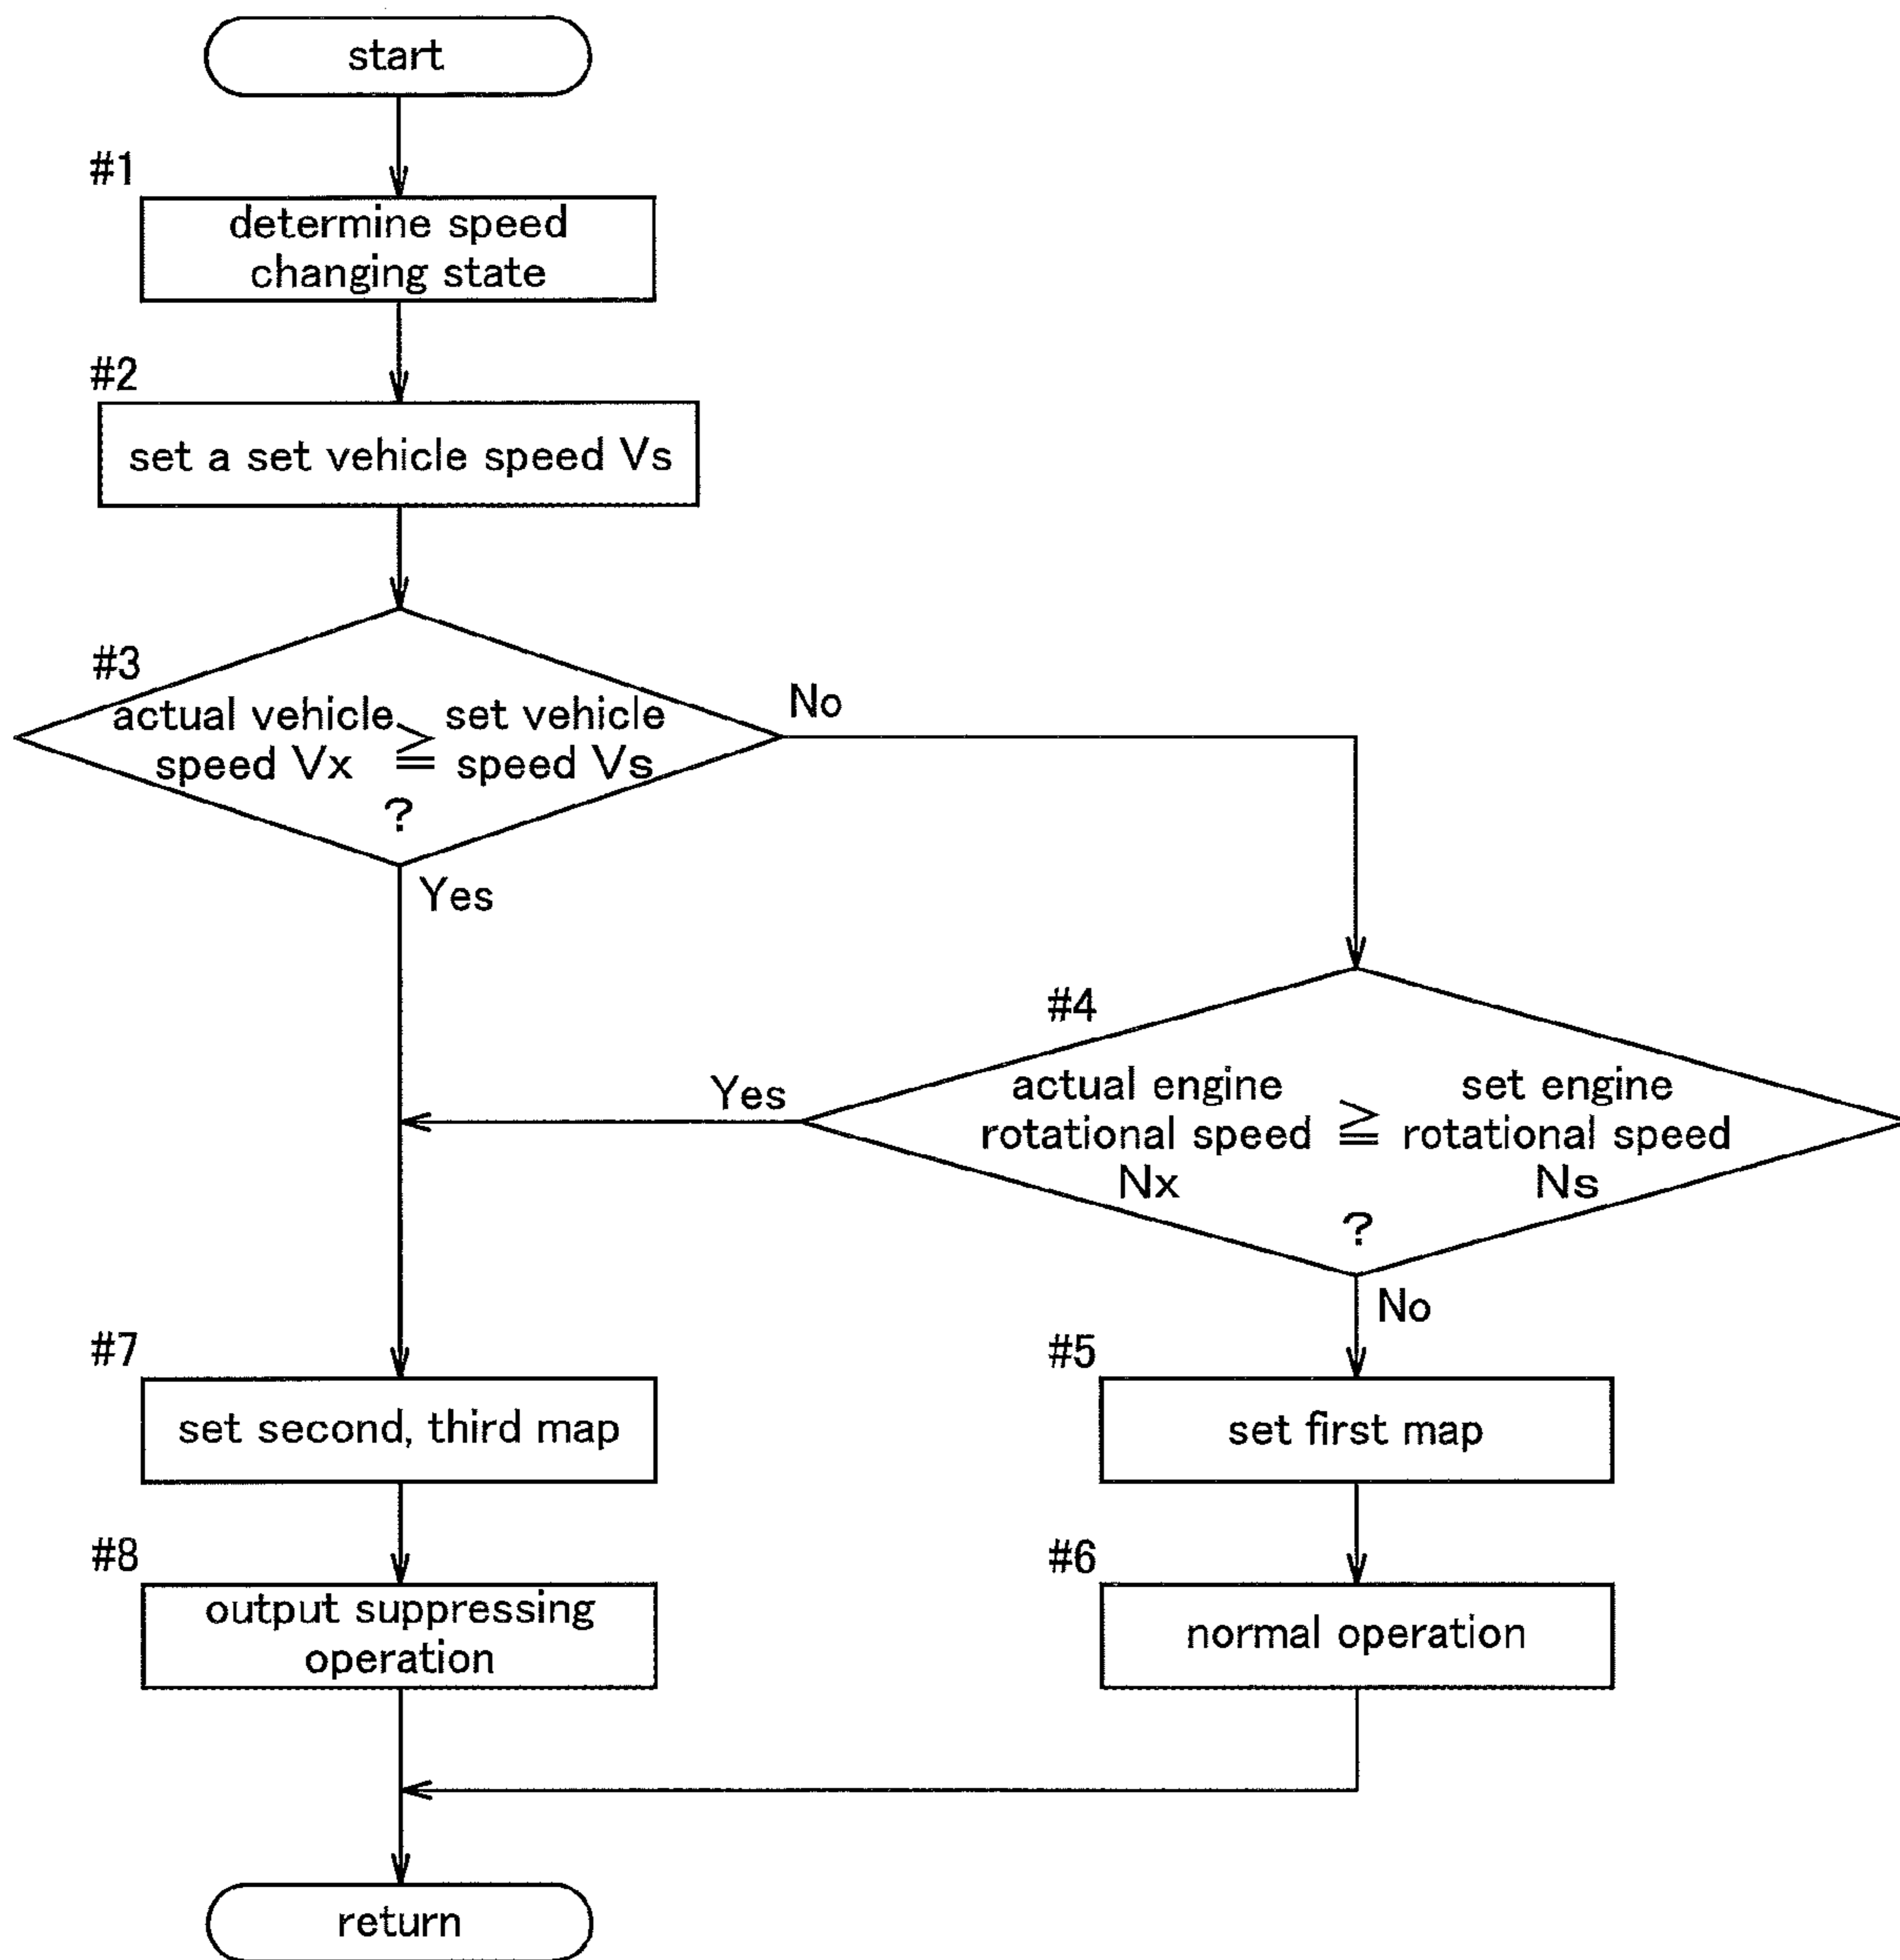 start
#1
determine speed
changing state
#2
set a set vehicle speed Vs
#3
actual vehicle ≧ set vehicle
speed Vx speed Vs
?
No
Yes
#4
actual engine set engine
rotational speed ≧ rotational speed
Nx Ns
?
Yes
No
#7
set second, third map
#5
set first map
#8
output suppressing
operation
#6
normal operation
return